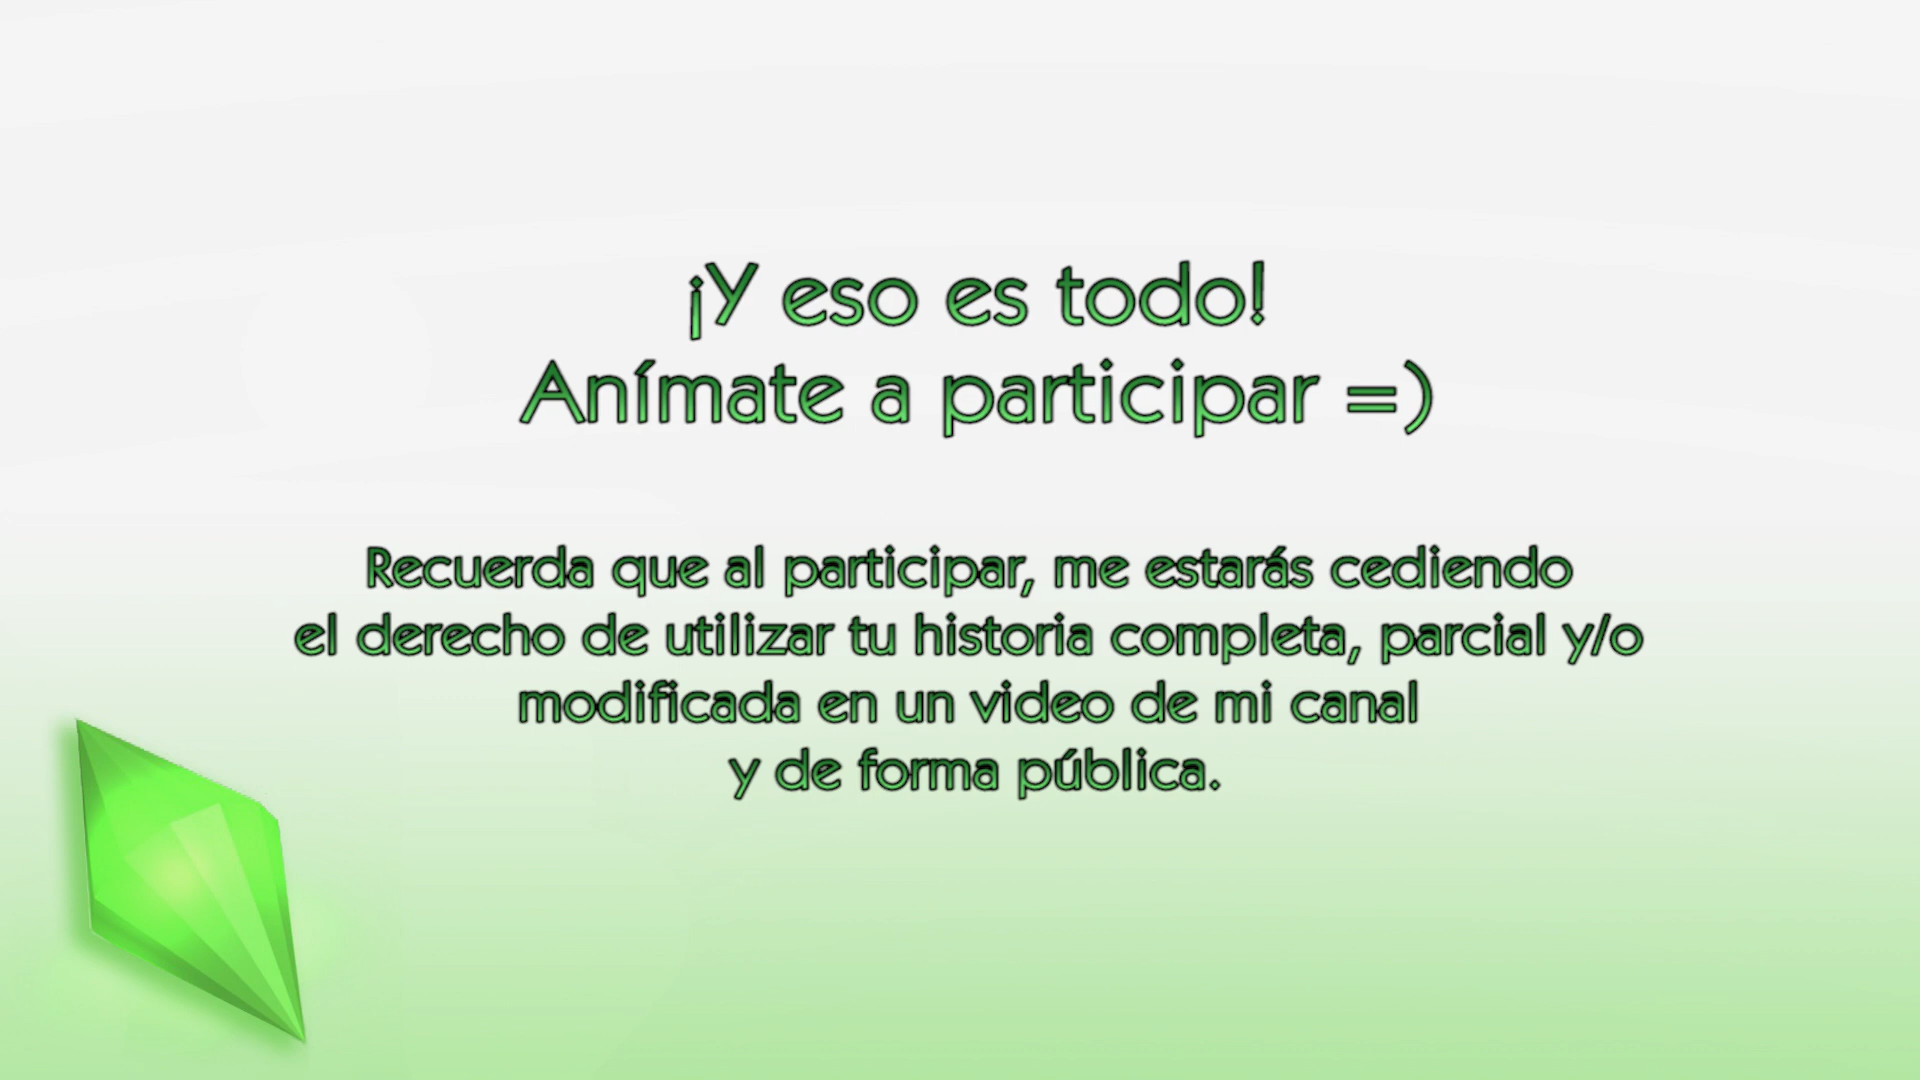 ¡Y eso es todo!
Anímate a participar =)
Recuerda que al participar, me estarás cediendo
el derecho de utilizar tu historia completa, parcial y/o
modificada en un video de mi canal
y de forma pública.